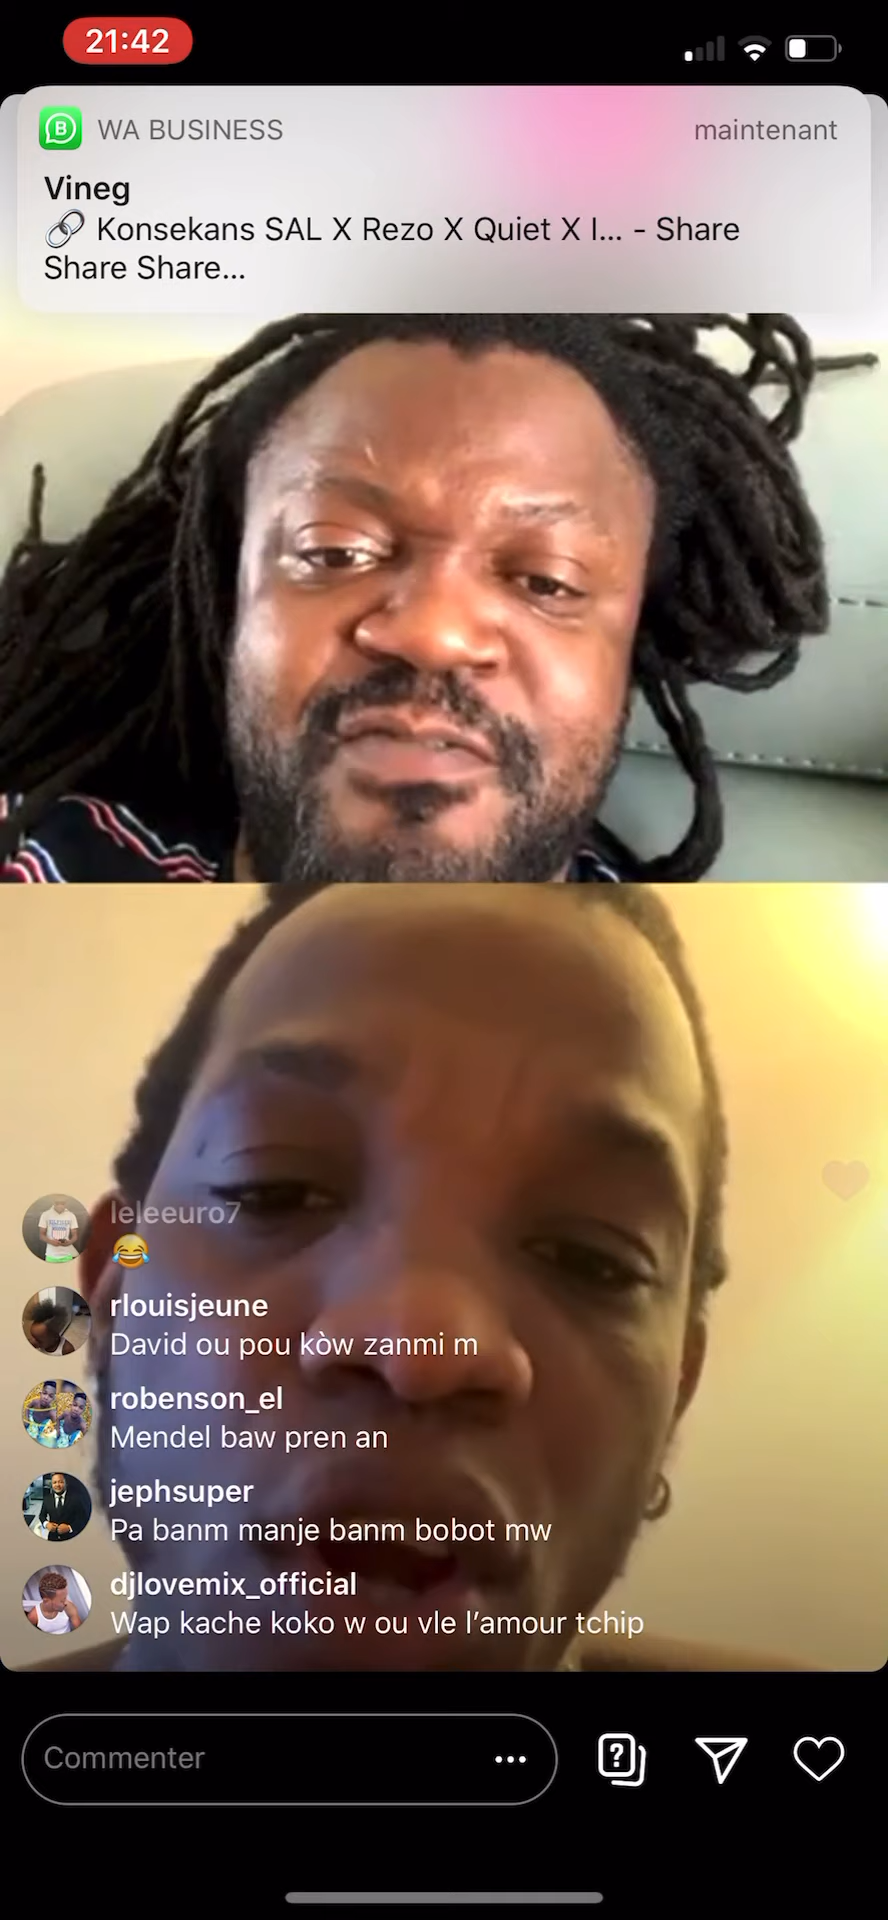 21:42
WA BUSINESS
maintenant
Vineg
🔗 Konsekans SAL X Rezo X Quiet X I... - Share
Share Share...
leleeuro7
😂
rlouisjeune
David ou pou kòw zanmi m
robenson_el
Mendel baw pren an
jephsuper
Pa banm manje banm bobot mw
djlovemix_official
Wap kache koko w ou vle l’amour tchip
Commenter